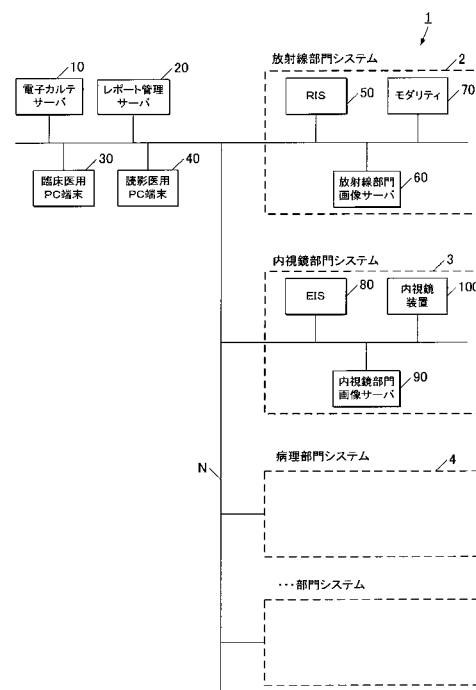 1
10
20
電子カルテ
サーバ
レポート管理
サーバ
30
40
臨床医用
PC端末
読影医用
PC端末
放射線部門システム
2
RIS
50
モダリティ
70
放射線部門
画像サーバ
60
内視鏡部門システム
3
EIS
80
内視鏡
装置
100
内視鏡部門
画像サーバ
90
N
病理部門システム
4
・・・部門システム